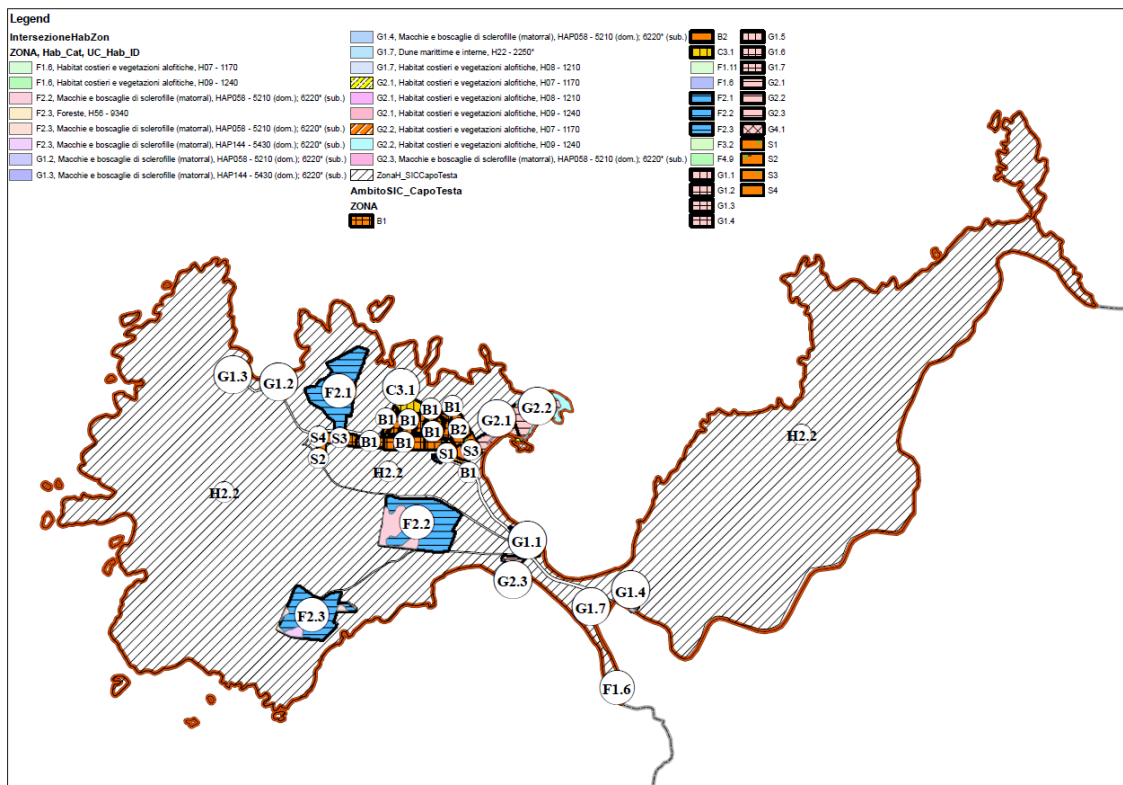 Legend
IntersezioneHabZon
ZONA, Hab_Cat, UC_Hab_ID
F1.6, Habitat costieri e vegetazioni alofitiche, H07 - 1170
F1.6, Habitat costieri e vegetazioni alofitiche, H09 - 1240
F2.2, Macchie e boscaglie di sclerofille (matorral), HAP058 - 5210 (dom.); 6220* (sub.)
F2.3, Foreste, H56 - 9340
F2.3, Macchie e boscaglie di sclerofille (matorral), HAP058 - 5210 (dom.); 6220* (sub.)
F2.3, Macchie e boscaglie di sclerofille (matorral), HAP144 - 5430 (dom.); 6220* (sub.)
G1.2, Macchie e boscaglie di sclerofille (matorral), HAP058 - 5210 (dom.); 6220* (sub.)
G1.3, Macchie e boscaglie di sclerofille (matorral), HAP144 - 5430 (dom.); 6220* (sub.)
G1.4, Macchie e boscaglie di sclerofille (matorral), HAP058 - 5210 (dom.); 6220* (sub.)
G1.7, Dune marittime e interne, H22 - 2250*
G1.7, Habitat costieri e vegetazioni alofitiche, H08 - 1210
G2.1, Habitat costieri e vegetazioni alofitiche, H07 - 1170
G2.1, Habitat costieri e vegetazioni alofitiche, H08 - 1210
G2.1, Habitat costieri e vegetazioni alofitiche, H09 - 1240
G2.2, Habitat costieri e vegetazioni alofitiche, H07 - 1170
G2.2, Habitat costieri e vegetazioni alofitiche, H09 - 1240
G2.3, Macchie e boscaglie di sclerofille (matorral), HAP058 - 5210 (dom.); 6220* (sub.)
ZonaH_SICCapoTesta
AmbitoSIC_CapoTesta
ZONA
B1
B2
C3.1
F1.11
F1.6
F2.1
F2.2
F2.3
F3.2
F4.9
G1.1
G1.2
G1.3
G1.4
G1.5
G1.6
G1.7
G2.1
G2.2
G2.3
G4.1
S1
S2
S3
S4
G1.3
G1.2
F2.1
C3.1
B1
B1
G2.2
G2.1
B1
B1
B1
B2
S4
S3
B1
B1
S1
S3
S2
B1
H2.2
H2.2
H2.2
F2.2
G1.1
G2.3
G1.4
G1.7
F2.3
F1.6